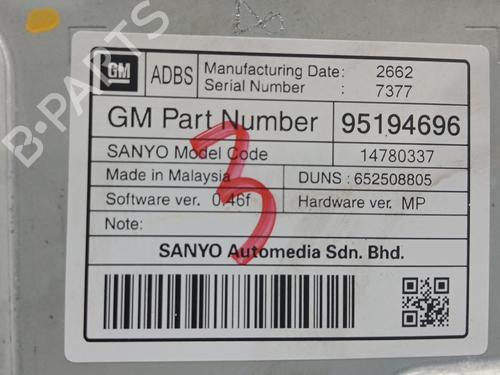 GM ADBS Manufacturing Date: 2662
Serial Number : 7377
GM Part Number 95194696
SANYO Model Code 14780337
Made in Malaysia DUNS : 652508805
Software ver. 0.46f Hardware ver. MP
Note:
SANYO Automedia Sdn. Bhd.
3
B-PARTS